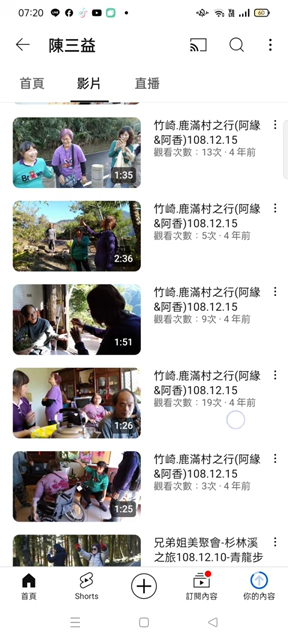 07:20
60
陳三益
首頁
影片
直播
竹崎.鹿滿村之行(阿緣
&阿香)108.12.15
觀看次數：13次 · 4 年前
1:35
竹崎.鹿滿村之行(阿緣
&阿香)108.12.15
觀看次數：5次 · 4 年前
2:36
竹崎.鹿滿村之行(阿緣
&阿香)108.12.15
觀看次數：9次 · 4 年前
1:51
竹崎.鹿滿村之行(阿緣
&阿香)108.12.15
觀看次數：19次 · 4 年前
1:26
竹崎.鹿滿村之行(阿緣
&阿香)108.12.15
觀看次數：3次 · 4 年前
1:25
兄弟姐美聚會-杉林溪
之旅108.12.10-青龍步
首頁
Shorts
訂閱內容
你的內容